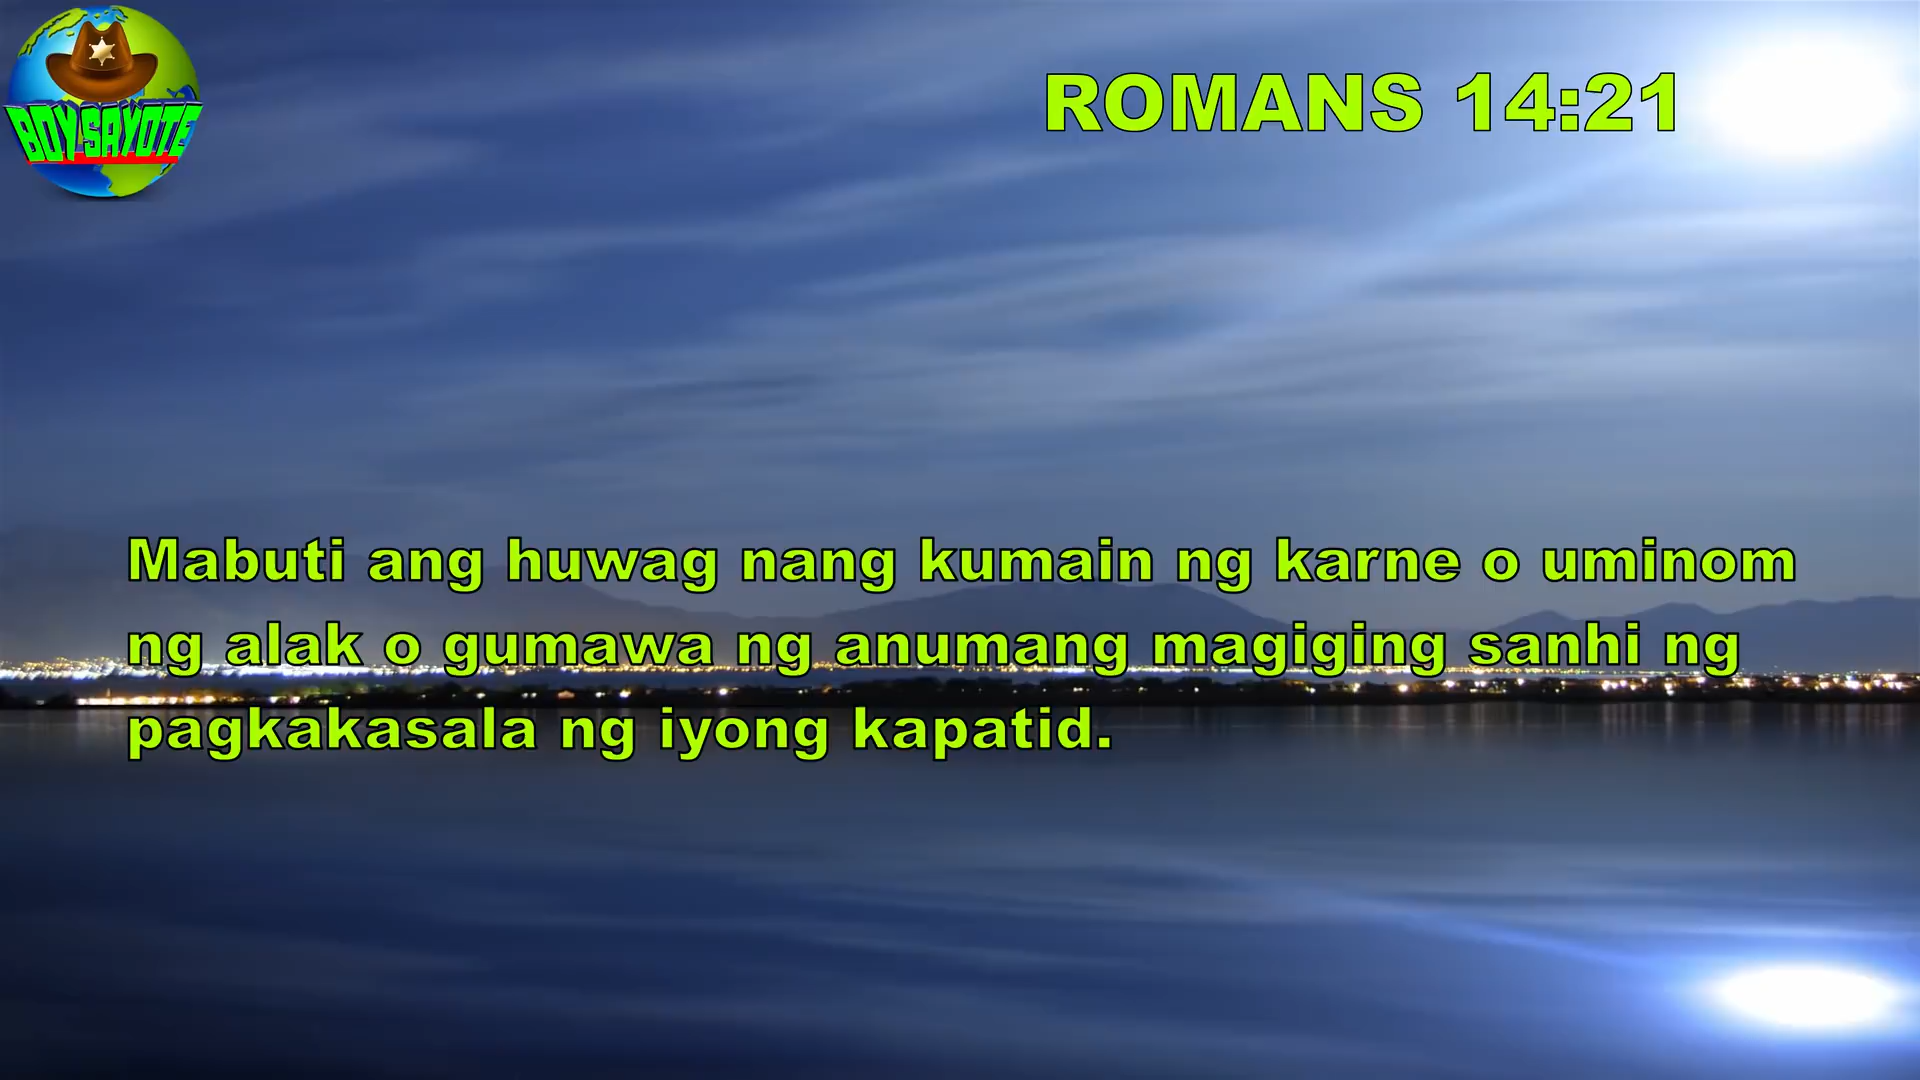 BOY SAYOTE
ROMANS 14:21
Mabuti ang huwag nang kumain ng karne o uminom
ng alak o gumawa ng anumang magiging sanhi ng
pagkakasala ng iyong kapatid.